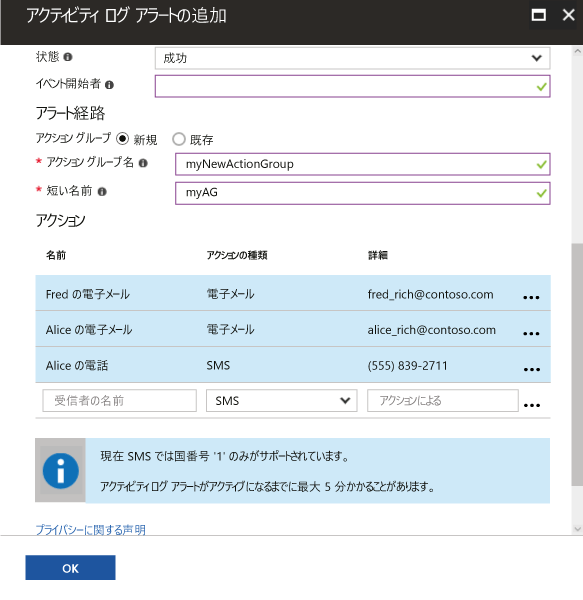 アクティビティ ログ アラートの追加
状態
成功
イベント開始者
アラート経路
アクション グループ 新規 既存
* アクション グループ名
myNewActionGroup
* 短い名前
myAG
アクション
名前 アクションの種類 詳細
Fred の電子メール 電子メール fred_rich@contoso.com
Alice の電子メール 電子メール alice_rich@contoso.com
Alice の電話 SMS (555) 839-2711
受信者の名前 SMS アクションによる
現在 SMS では国番号 '1' のみがサポートされています。
アクティビティ ログ アラートがアクティブになるまでに最大 5 分かかることがあります。
プライバシーに関する声明
OK